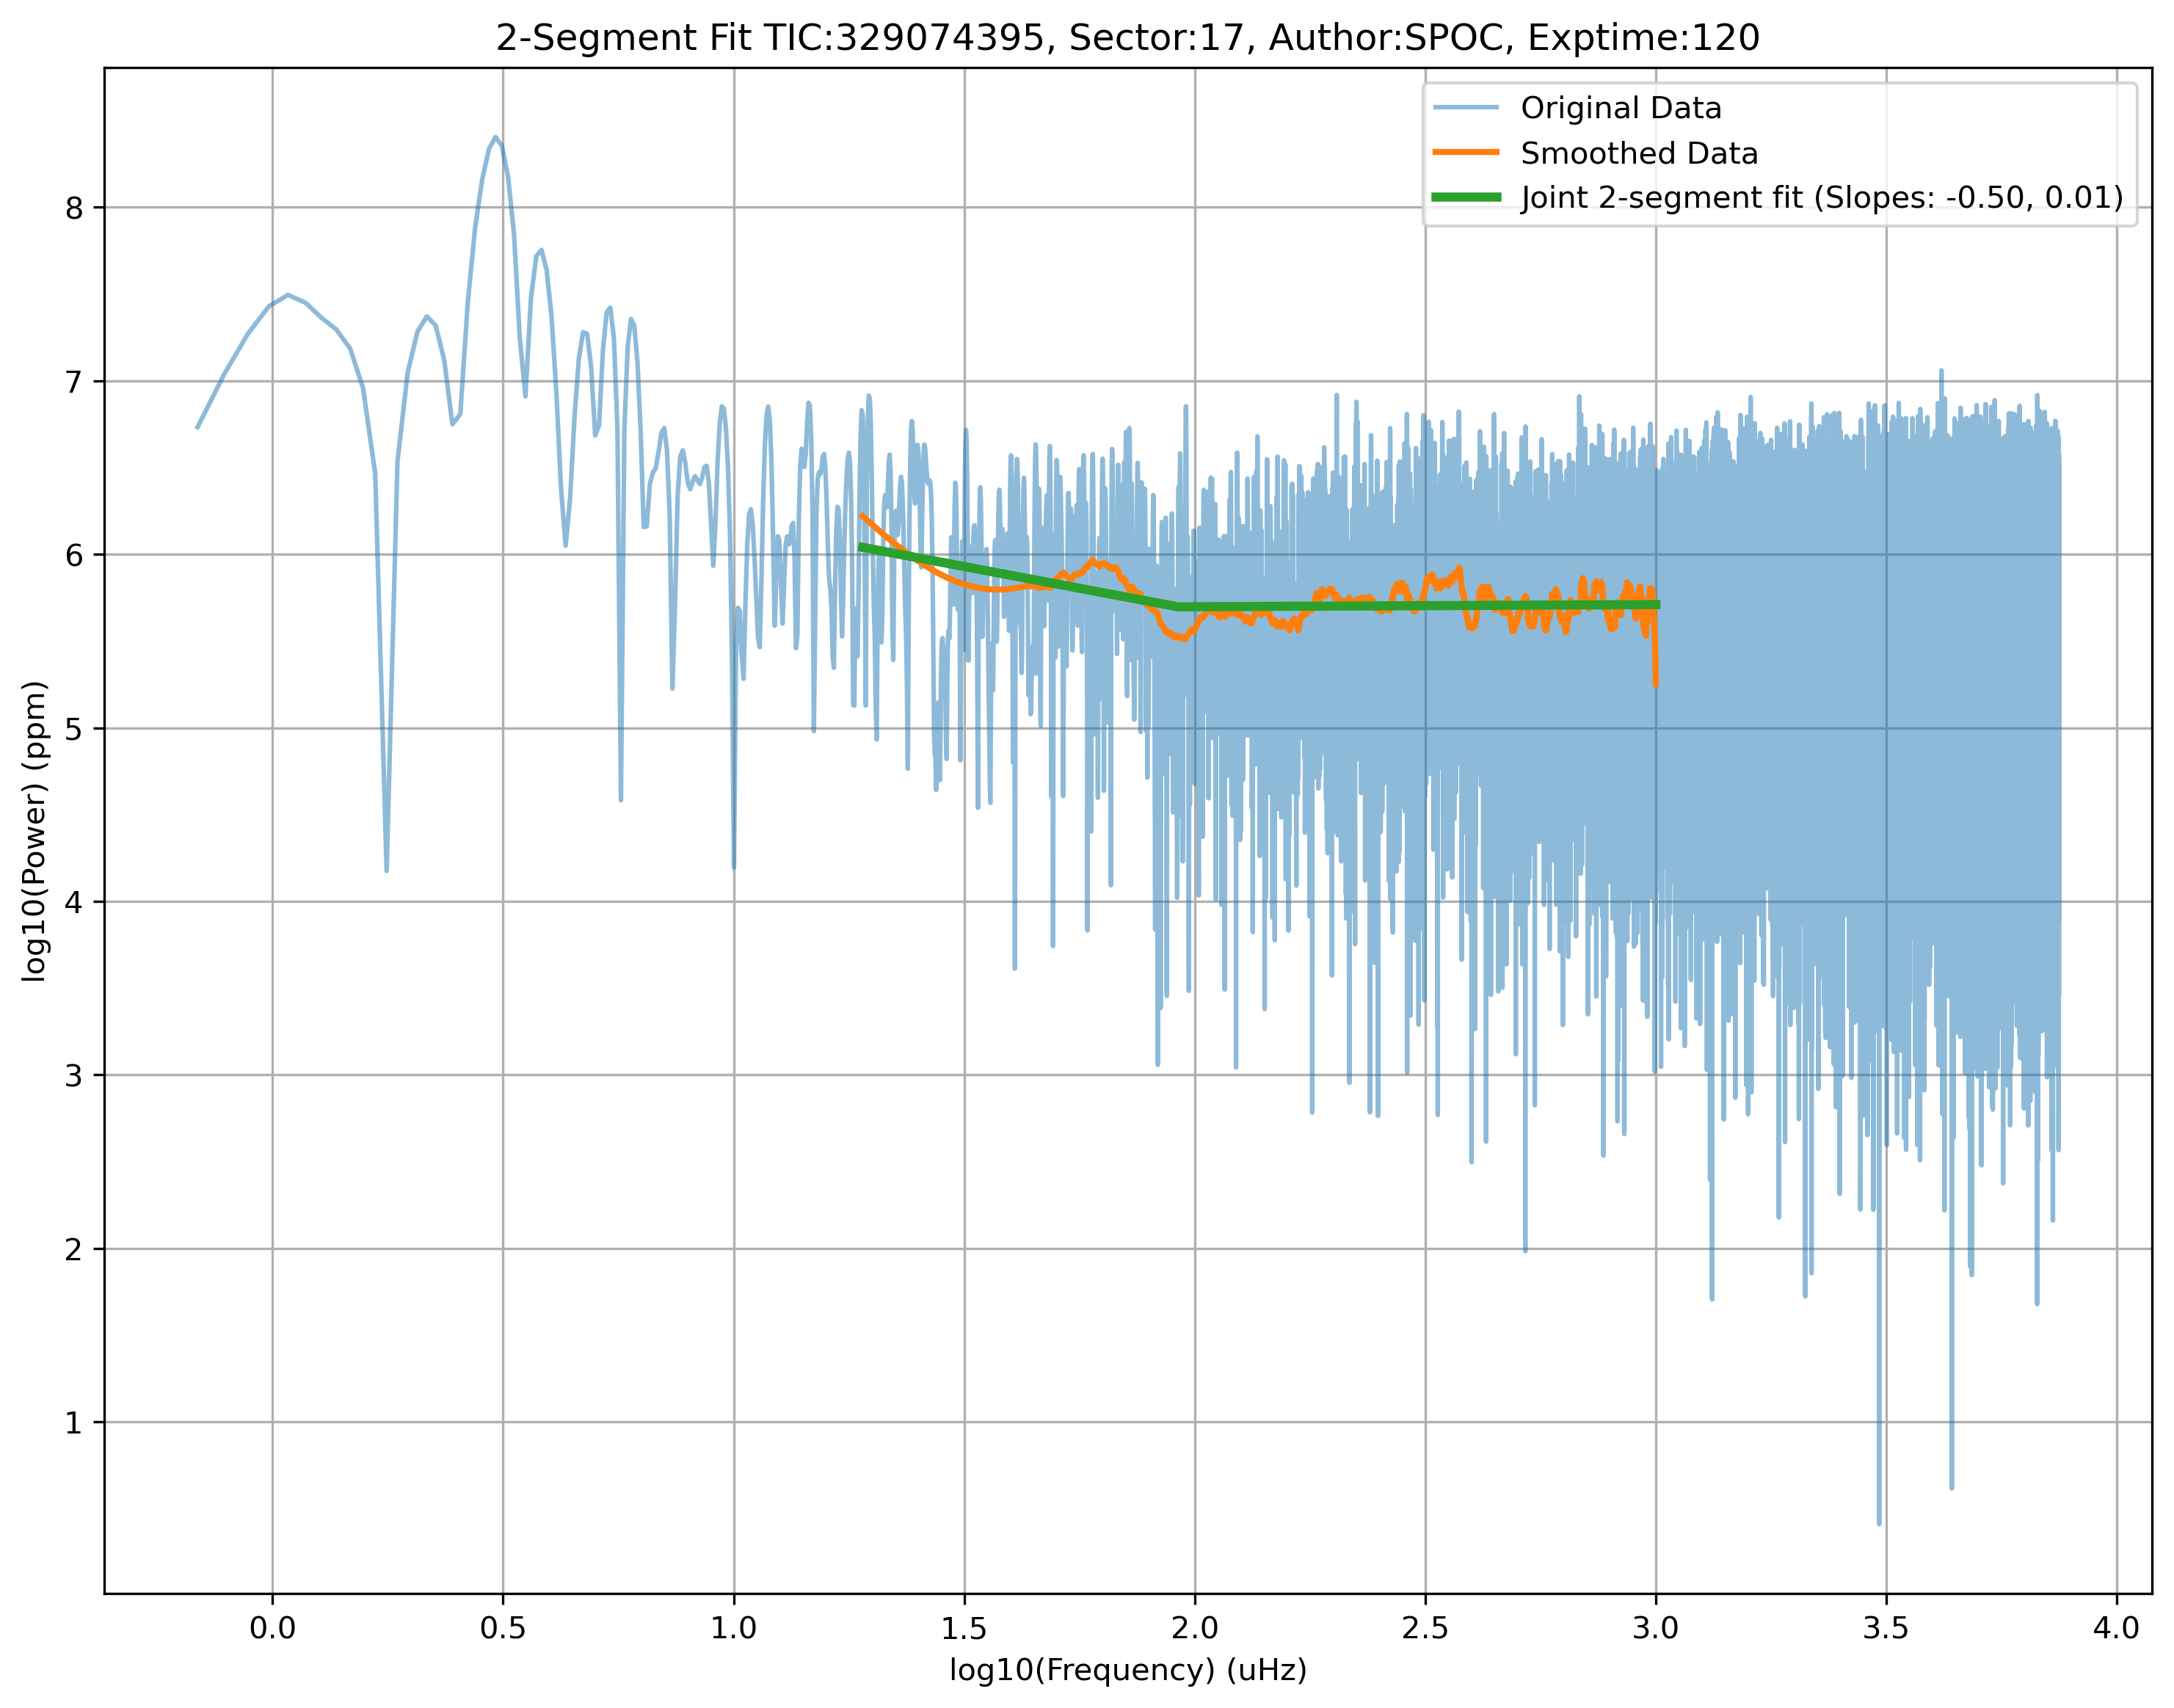 2-Segment Fit TIC:329074395, Sector:17, Author:SPOC, Exptime:120
Original Data
Smoothed Data
Joint 2-segment fit (Slopes: -0.50, 0.01)
log10(Power) (ppm)
8
7
6
5
4
3
2
1
0.0 0.5 1.0 1.5 2.0 2.5 3.0 3.5 4.0
log10(Frequency) (uHz)